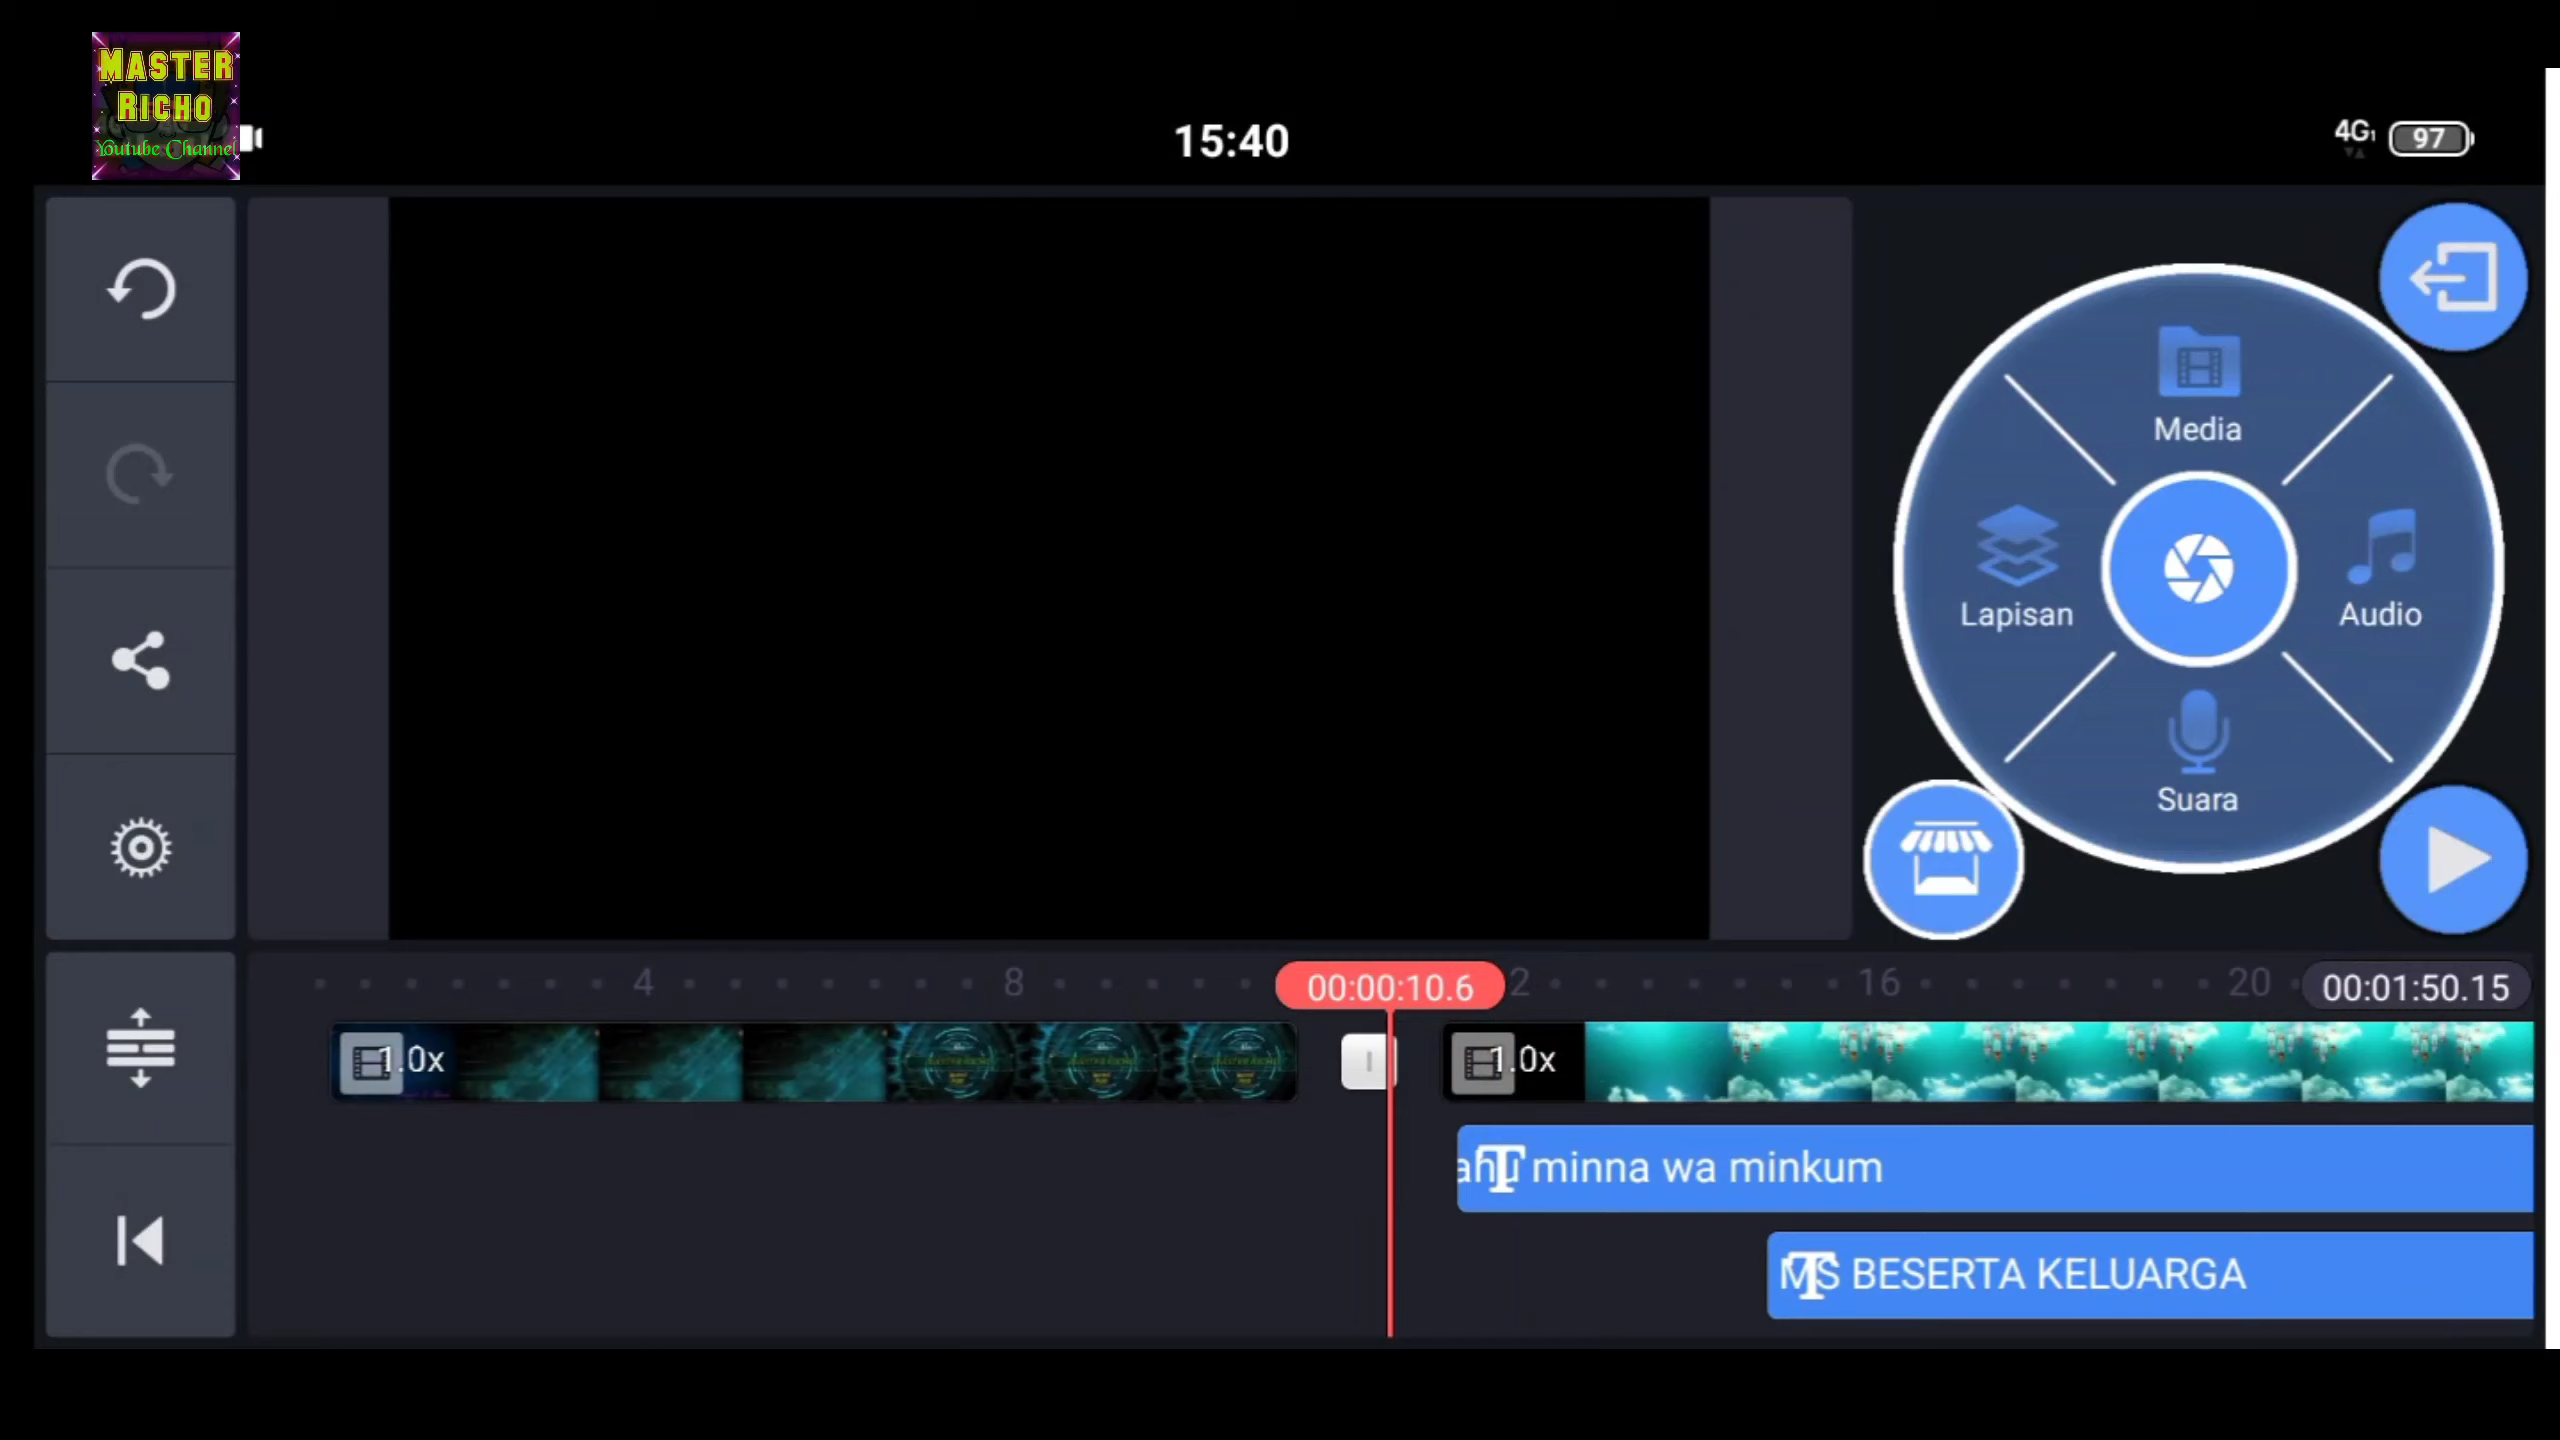 MASTER
RICHO
Youtube Channel
15:40
4G
97
Media
Lapisan
Audio
Suara
4
8
00:00:10.6
2
16
20
00:01:50.15
1.0x
1.0x
minna wa minkum
MS BESERTA KELUARGA